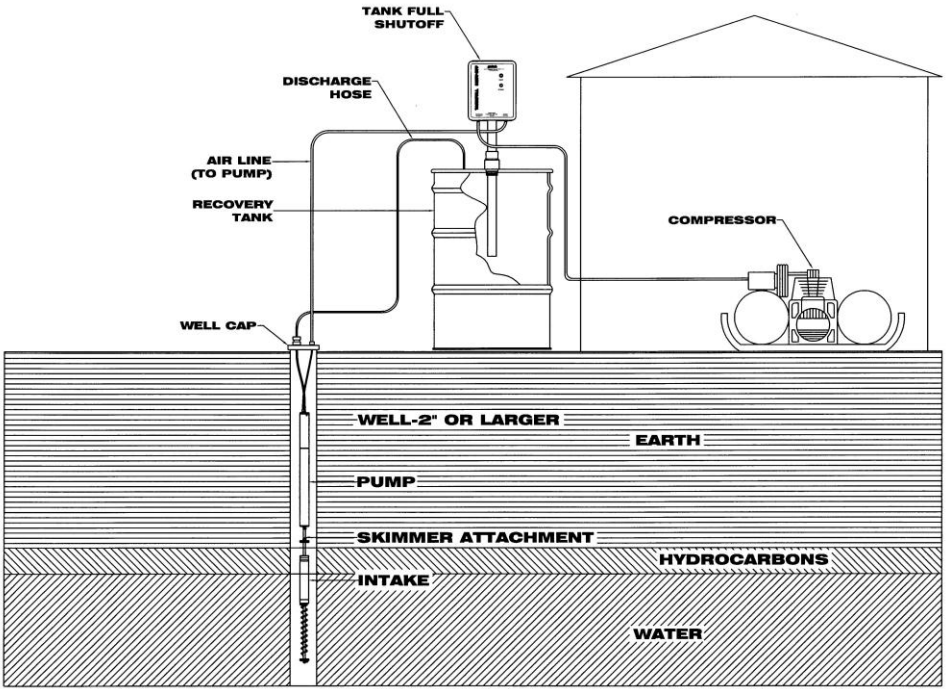 TANK FULL
SHUTOFF
DISCHARGE
HOSE
AIR LINE
(TO PUMP)
RECOVERY
TANK
COMPRESSOR
WELL CAP
WELL-2" OR LARGER
EARTH
PUMP
SKIMMER ATTACHMENT
HYDROCARBONS
INTAKE
WATER